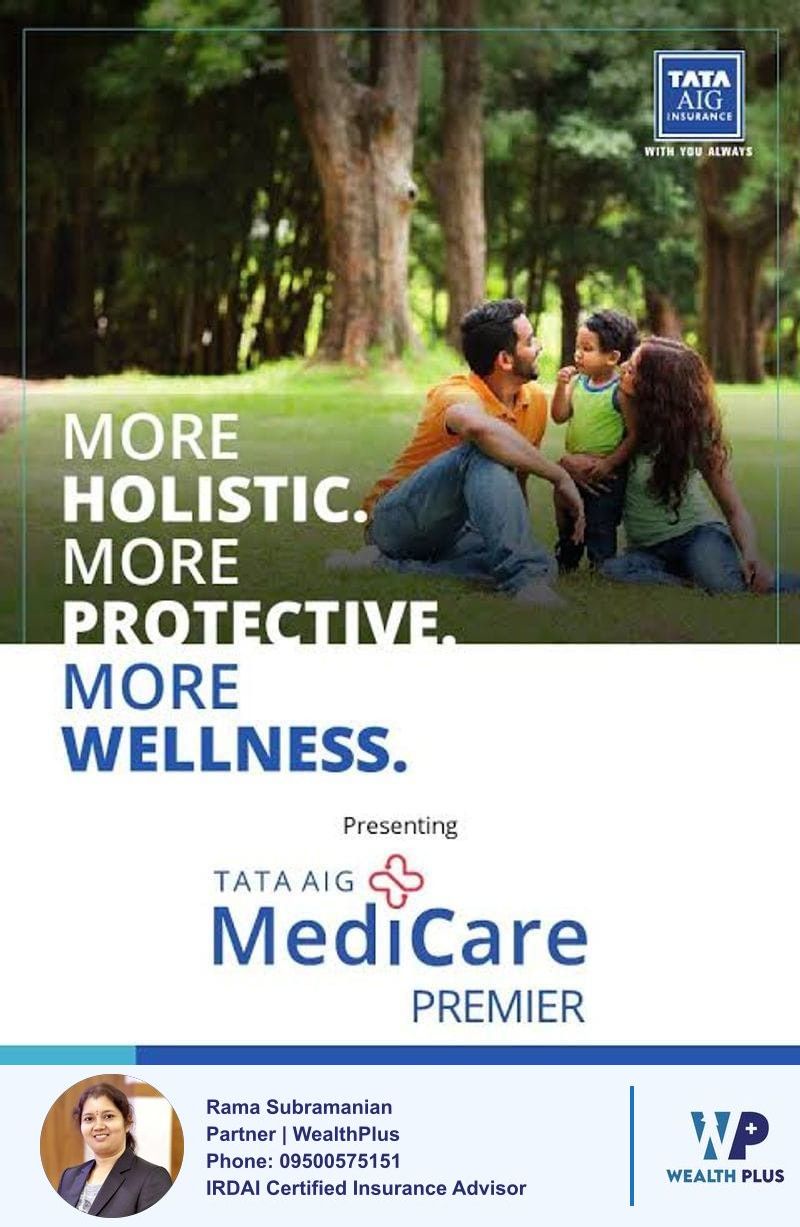 TATA
AIG
INSURANCE
WITH YOU ALWAYS
MORE
HOLISTIC.
MORE
PROTECTIVE.
MORE
WELLNESS.
Presenting
TATA AIG
MediCare
PREMIER
Rama Subramanian
Partner | WealthPlus
Phone: 09500575151
IRDAI Certified Insurance Advisor
WP
WEALTH PLUS